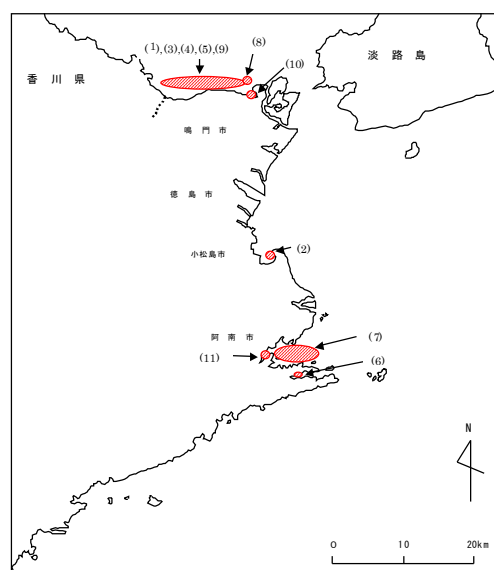 (1),(3),(4),(5),(9)
(8)
淡路島
香川県
(10)
鳴門市
徳島市
小松島市
(2)
阿南市
(7)
(11)
(6)
N
0 10 20km